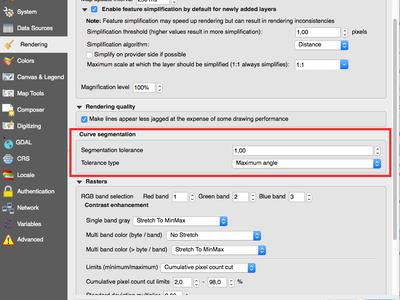 System
Data Sources
Rendering
Colors
Canvas & Legend
Map Tools
Composer
Digitizing
GDAL
CRS
Locale
Authentication
Network
Variables
Advanced
Map update interval 250 ms
Enable feature simplification by default for newly added layers
Note: Feature simplification may speed up rendering but can result in rendering inconsistencies
Simplification threshold (higher values result in more simplification): 1,00 pixels
Simplification algorithm: Distance
Simplify on provider side if possible
Maximum scale at which the layer should be simplified (1:1 always simplifies): 1:1
Magnification level 100%
Rendering quality
Make lines appear less jagged at the expense of some drawing performance
Curve segmentation
Segmentation tolerance 1,00
Tolerance type Maximum angle
Rasters
RGB band selection Red band 1 Green band 2 Blue band 3
Contrast enhancement
Single band gray Stretch To MinMax
Multi band color (byte / band) No Stretch
Multi band color (> byte / band) Stretch To MinMax
Limits (minimum/maximum) Cumulative pixel count cut
Cumulative pixel count cut limits 2,0 - 98,0 %
Standard deviation multiplier